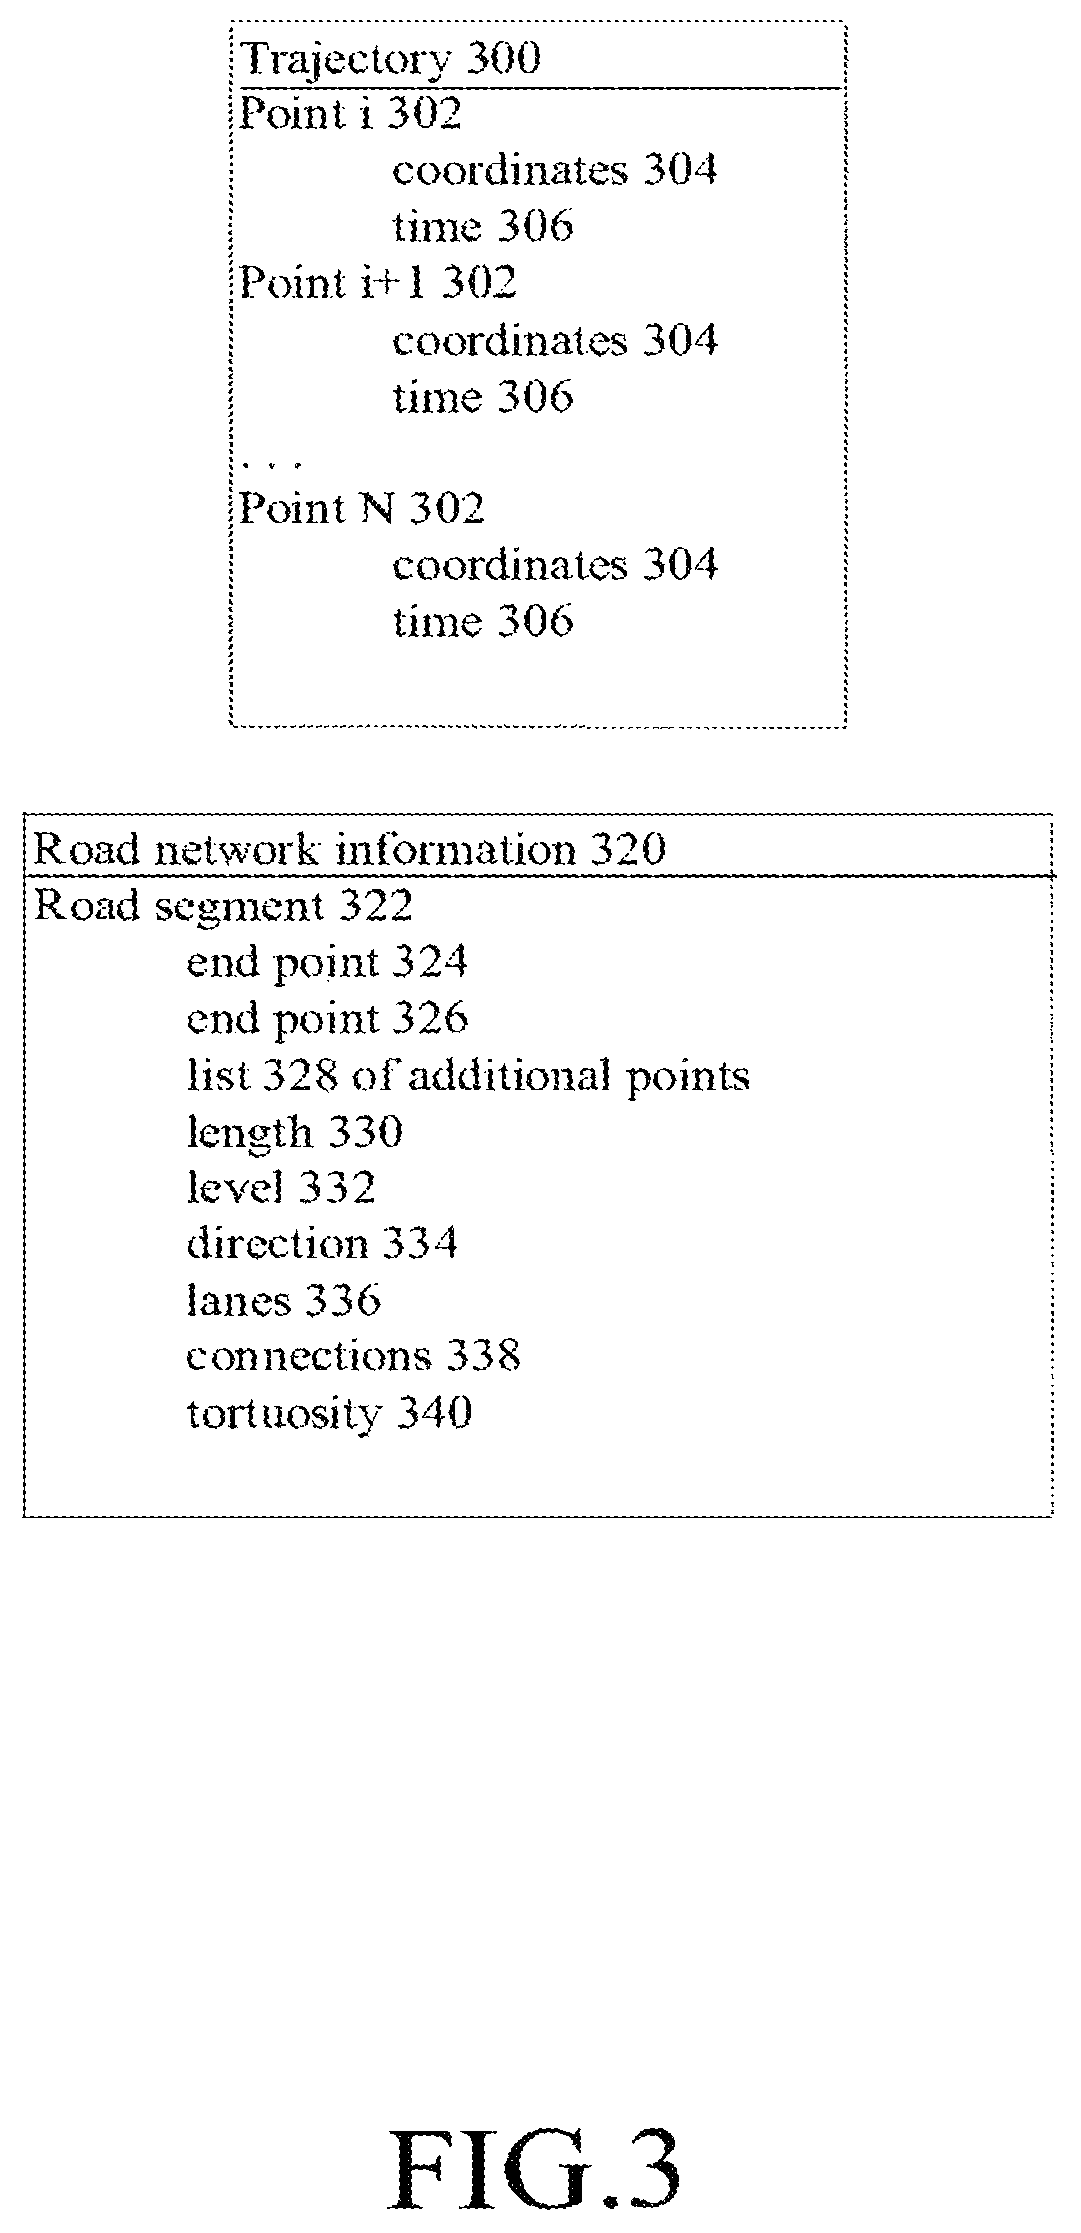 Trajectory 300
Point i 302
coordinates 304
time 306
Point i+1 302
coordinates 304
time 306
...
Point N 302
coordinates 304
time 306
Road network information 320
Road segment 322
end point 324
end point 326
list 328 of additional points
length 330
level 332
direction 334
lanes 336
connections 338
tortuosity 340
FIG.3